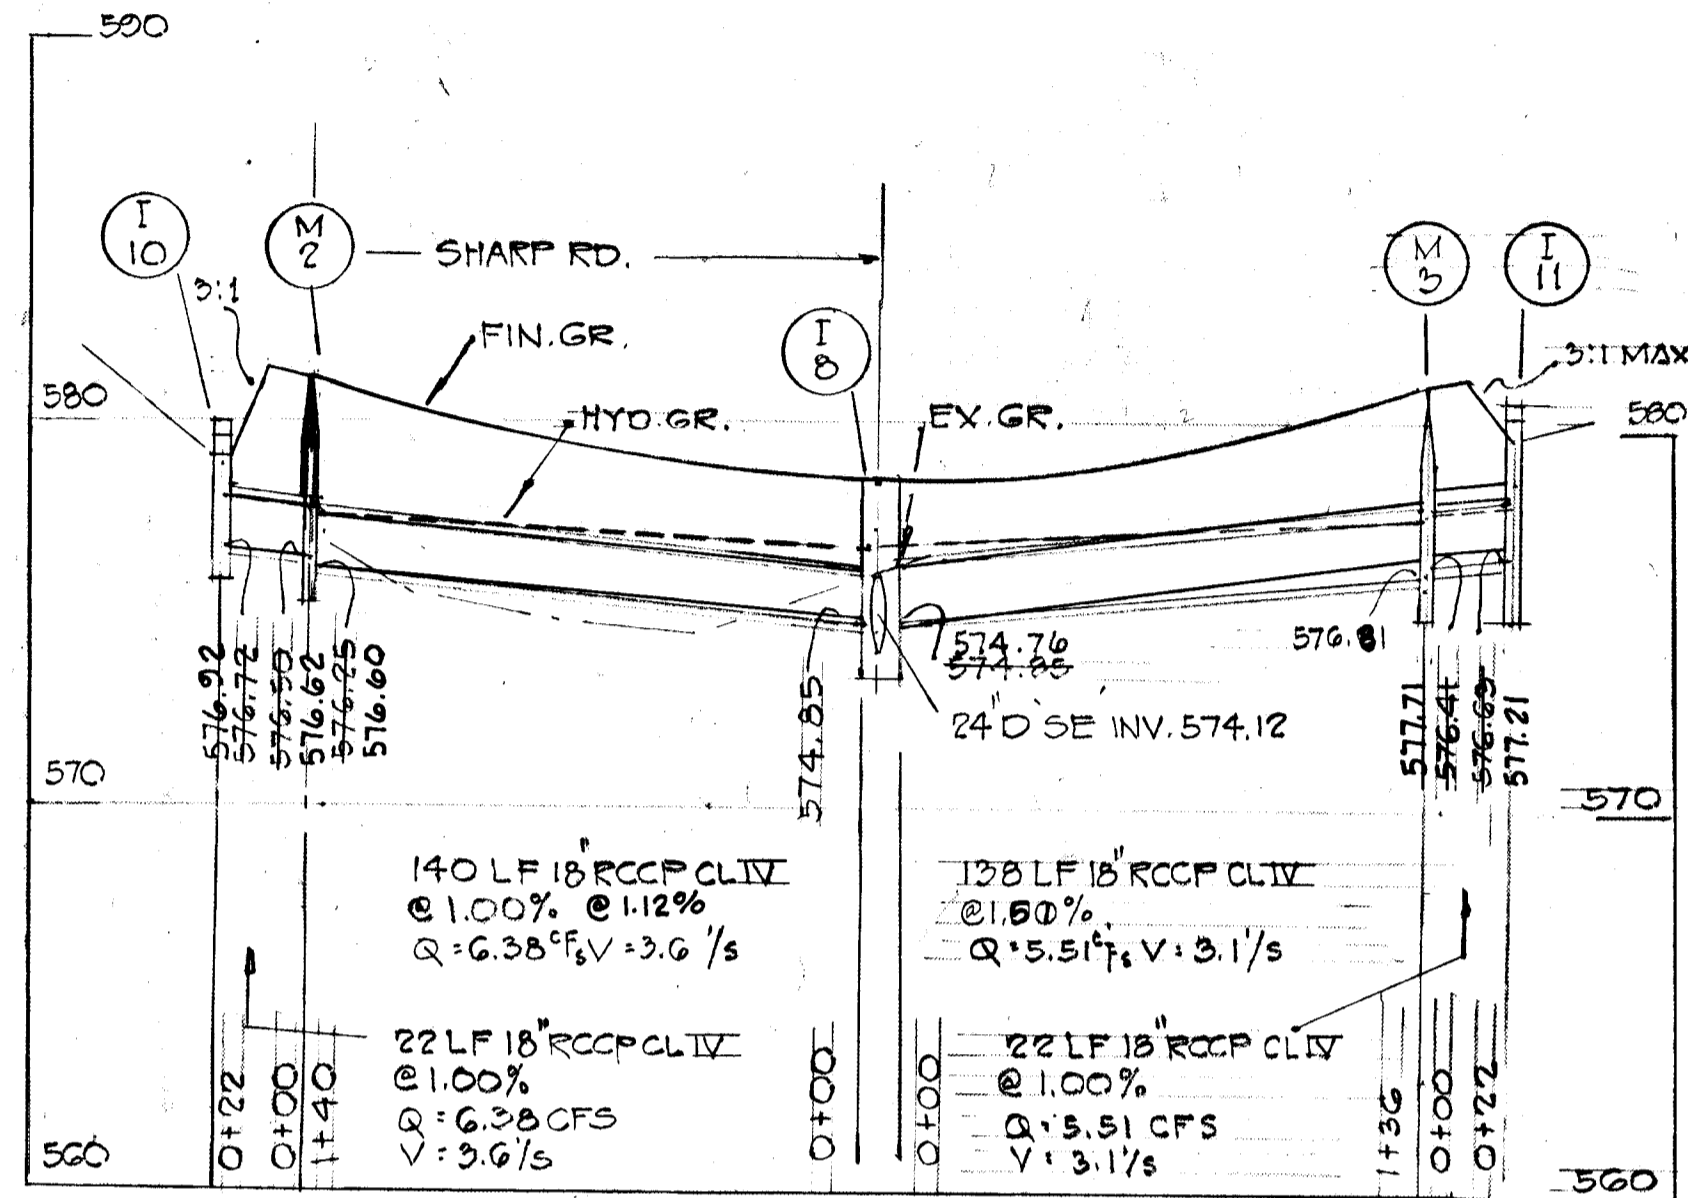 590
I
10
M
2
SHARP RD.
M
3
I
11
3:1
FIN.GR.
I
8
3:1 MAX
580
HYD.GR.
EX.GR.
580
576.92
576.72
576.50
576.62
576.25
576.60
574.85
574.76
574.85
576.81
577.71
576.41
576.63
577.21
24"D SE INV. 574.12
570
570
140 LF 18" RCCP CL IV
@ 1.00% @ 1.12%
Q = 6.38 CFS V = 3.6 '/s
138 LF 18" RCCP CL IV
@ 1.50%
Q = 5.51 cfs V = 3.1'/s
22 LF 18" RCCP CL IV
@ 1.00%
Q = 6.38 CFS
V = 3.6'/s
22 LF 18" RCCP CL IV
@ 1.00%
Q = 5.51 CFS
V = 3.1'/s
0+22
0+00
1+40
0+00
0+00
1+36
0+00
0+22
560
560